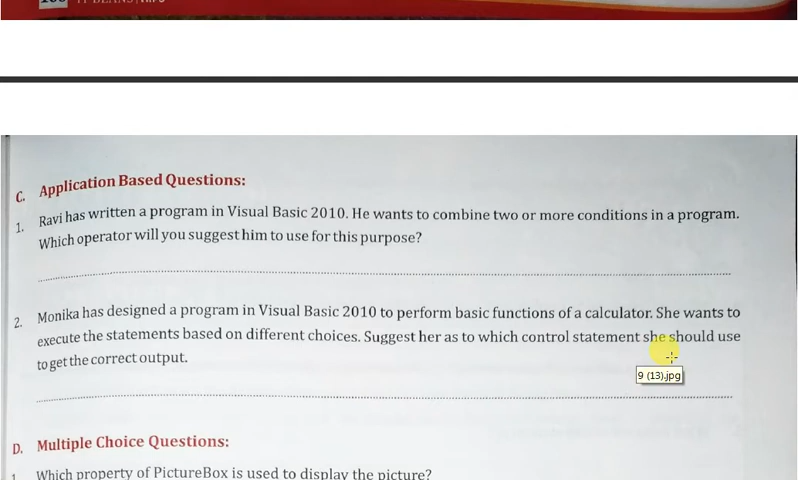 C. Application Based Questions:
1. Ravi has written a program in Visual Basic 2010. He wants to combine two or more conditions in a program.
Which operator will you suggest him to use for this purpose?
2. Monika has designed a program in Visual Basic 2010 to perform basic functions of a calculator. She wants to
execute the statements based on different choices. Suggest her as to which control statement she should use
to get the correct output.
9 (13).jpg
D. Multiple Choice Questions:
1. Which property of PictureBox is used to display the picture?